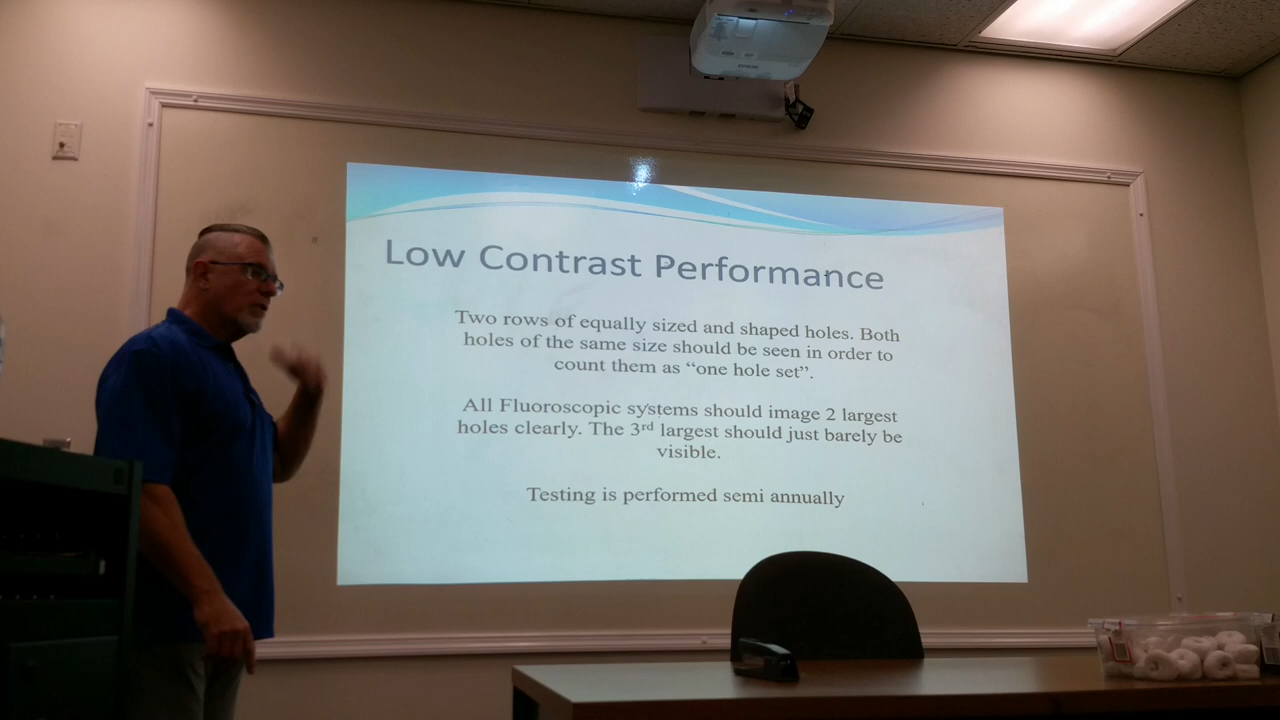 Low Contrast Performance
Two rows of equally sized and shaped holes. Both
holes of the same size should be seen in order to
count them as “one hole set”.
All Fluoroscopic systems should image 2 largest
holes clearly. The 3rd largest should just barely be
visible.
Testing is performed semi annually